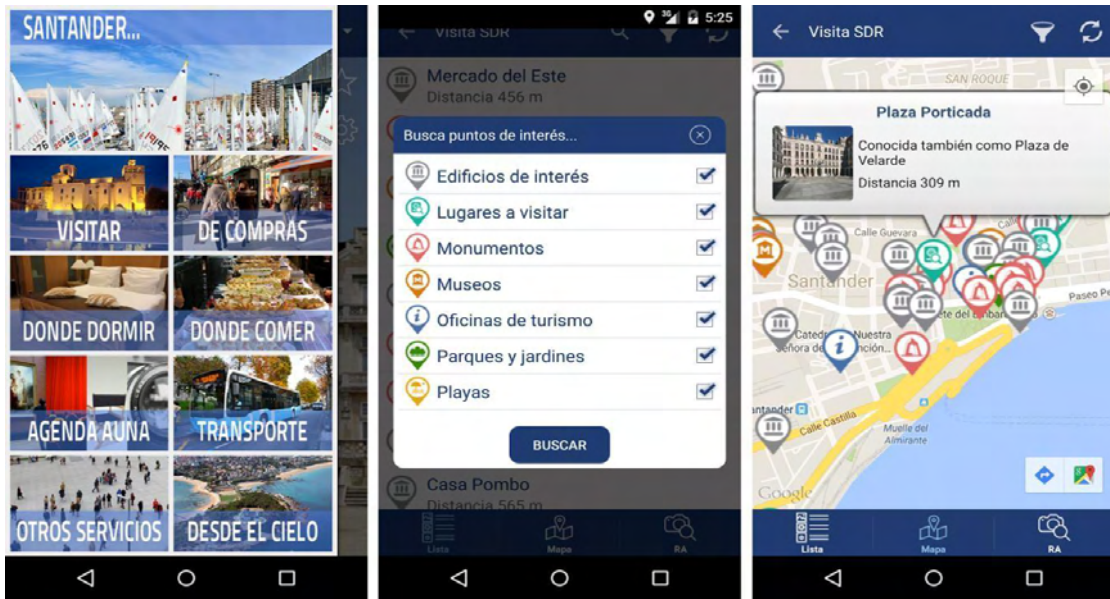 SANTANDER...
VISITAR
DE COMPRAS
DONDE DORMIR
DONDE COMER
AGENDA AUNA
TRANSPORTE
OTROS SERVICIOS
DESDE EL CIELO
3G
5:25
Visita SDR
Mercado del Este
Distancia 456 m
Busca puntos de interés...
Edificios de interés
Lugares a visitar
Monumentos
Museos
Oficinas de turismo
Parques y jardines
Playas
BUSCAR
Casa Pombo
Distancia 565 m
Lista
Mapa
RA
Visita SDR
SAN ROQUE
Plaza Porticada
Conocida también como Plaza de
Velarde
Distancia 309 m
Calle Guevara
Santander
Paseo Pe
Nuestra
Calle Castilla
Muelle del
Almirante
Google
Lista
Mapa
RA